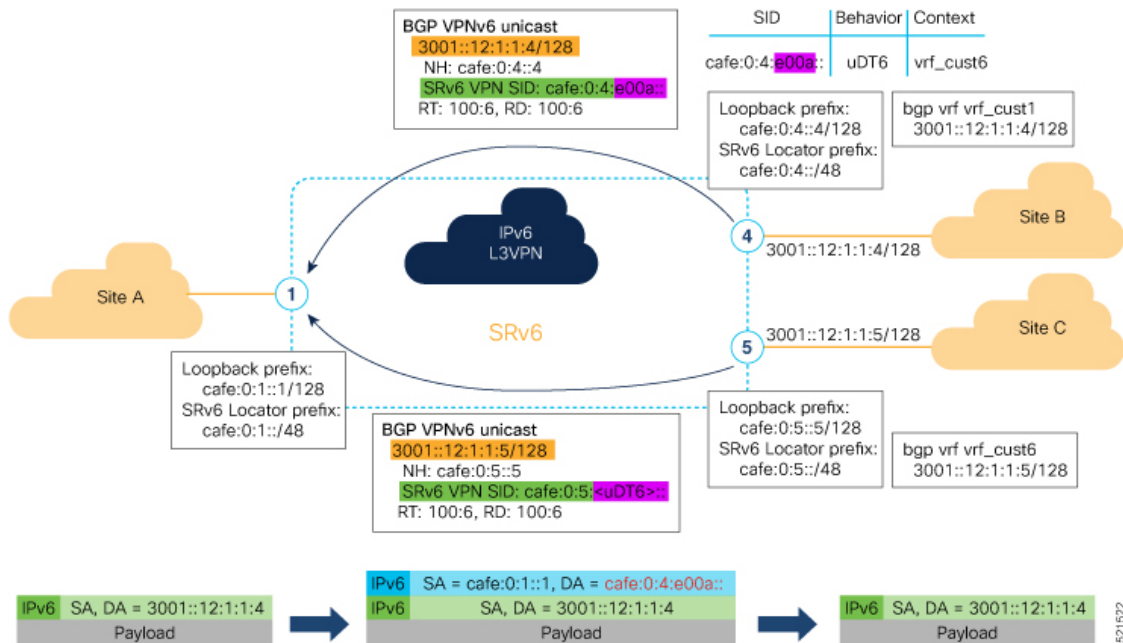 BGP VPNv6 unicast
3001::12:1:1:4/128
NH: cafe:0:4::4
SRv6 VPN SID: cafe:0:4:e00a::
RT: 100:6, RD: 100:6
SID Behavior Context
cafe:0:4:e00a:: uDT6 vrf_cust6
Loopback prefix:
cafe:0:4::4/128
SRv6 Locator prefix:
cafe:0:4::/48
bgp vrf vrf_cust1
3001::12:1:1:4/128
IPv6
L3VPN
SRv6
Site A
1
4
3001::12:1:1:4/128
Site B
5
3001::12:1:1:5/128
Site C
Loopback prefix:
cafe:0:1::1/128
SRv6 Locator prefix:
cafe:0:1::/48
BGP VPNv6 unicast
3001::12:1:1:5/128
NH: cafe:0:5::5
SRv6 VPN SID: cafe:0:5:<uDT6>::
RT: 100:6, RD: 100:6
Loopback prefix:
cafe:0:5::5/128
SRv6 Locator prefix:
cafe:0:5::/48
bgp vrf vrf_cust6
3001::12:1:1:5/128
IPv6 SA, DA = 3001::12:1:1:4
Payload
IPv6 SA = cafe:0:1::1, DA = cafe:0:4:e00a::
IPv6 SA, DA = 3001::12:1:1:4
Payload
IPv6 SA, DA = 3001::12:1:1:4
Payload
521522